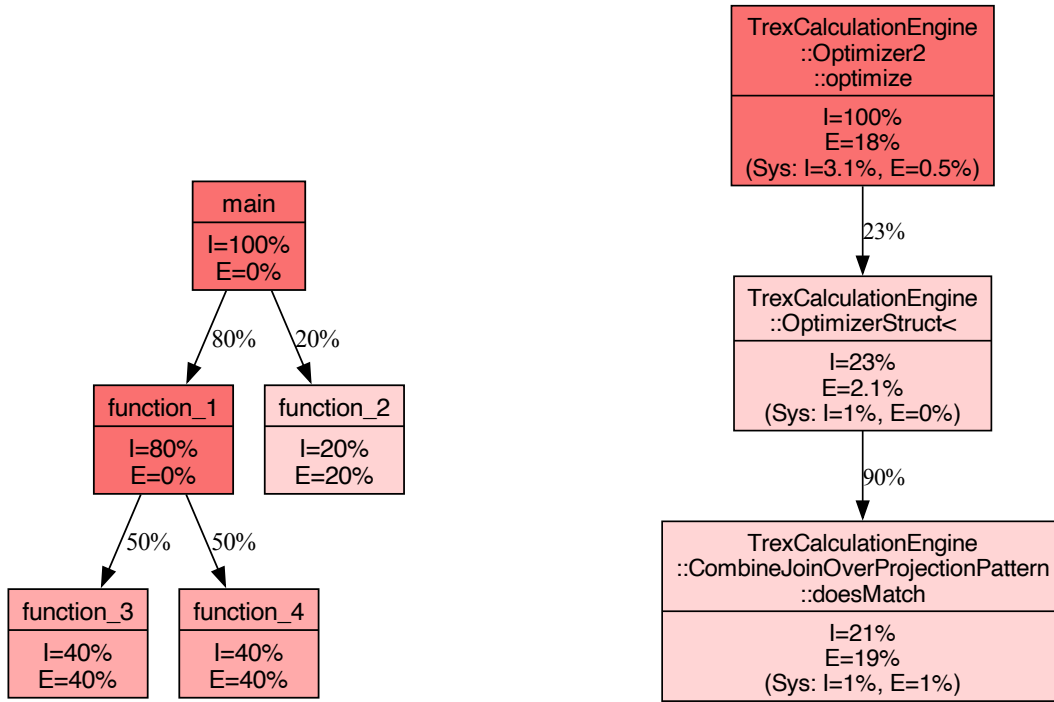 main
I=100%
E=0%
80%
20%
function_1
I=80%
E=0%
function_2
I=20%
E=20%
50%
50%
function_3
I=40%
E=40%
function_4
I=40%
E=40%
TrexCalculationEngine
::Optimizer2
::optimize
I=100%
E=18%
(Sys: I=3.1%, E=0.5%)
23%
TrexCalculationEngine
::OptimizerStruct<
I=23%
E=2.1%
(Sys: I=1%, E=0%)
90%
TrexCalculationEngine
::CombineJoinOverProjectionPattern
::doesMatch
I=21%
E=19%
(Sys: I=1%, E=1%)